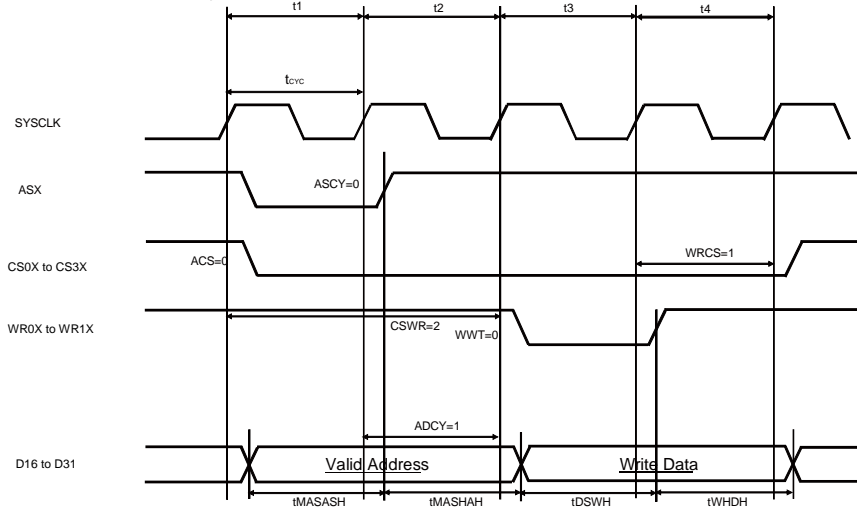 t1 t2 t3 t4
tCYC
SYSCLK
ASX
ASCY=0
CS0X to CS3X
ACS=0
WRCS=1
WR0X to WR1X
CSWR=2
WWT=0
ADCY=1
D16 to D31
Valid Address
Write Data
tMASASH tMASHAH tDSWH tWHDH